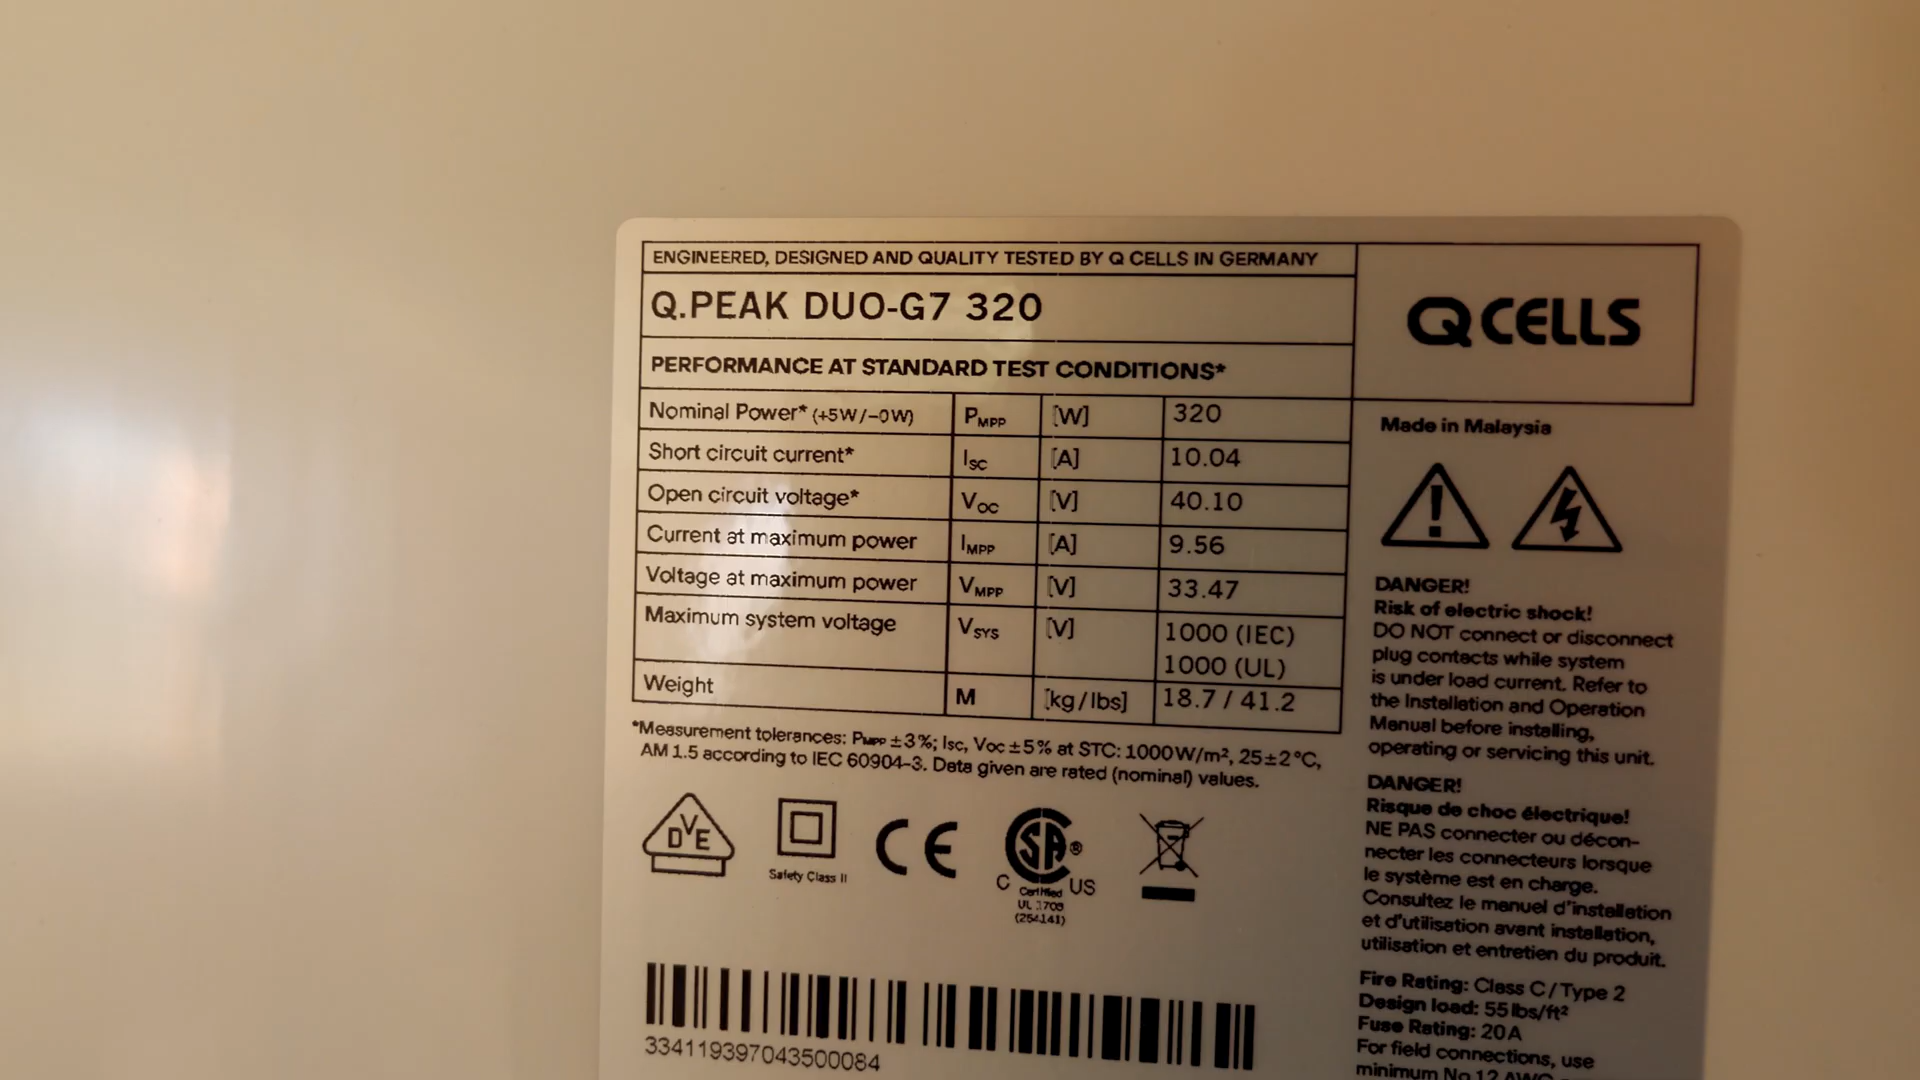 ENGINEERED, DESIGNED AND QUALITY TESTED BY Q CELLS IN GERMANY
Q.PEAK DUO-G7 320
PERFORMANCE AT STANDARD TEST CONDITIONS*
Nominal Power* (+5W/-0W) PMPP [W] 320
Short circuit current* ISC [A] 10.04
Open circuit voltage* VOC [V] 40.10
Current at maximum power IMPP [A] 9.56
Voltage at maximum power VMPP [V] 33.47
Maximum system voltage VSYS [V] 1000 (IEC)
1000 (UL)
Weight M [kg/lbs] 18.7 / 41.2
*Measurement tolerances: PMPP ±3%; Isc, Voc ±5% at STC: 1000W/m², 25±2°C,
AM 1.5 according to IEC 60904-3. Data given are rated (nominal) values.
DVE
Safety Class II
CE
SA®
C Certified US
UL 1703
(254141)
334119397043500084
Q CELLS
Made in Malaysia
DANGER!
Risk of electric shock!
DO NOT connect or disconnect
plug contacts while system
is under load current. Refer to
the Installation and Operation
Manual before installing,
operating or servicing this unit.
DANGER!
Risque de choc électrique!
NE PAS connecter ou décon-
necter les connecteurs lorsque
le système est en charge.
Consultez le manuel d'installation
et d'utilisation avant installation,
utilisation et entretien du produit.
Fire Rating: Class C/Type 2
Design load: 55 lbs/ft²
Fuse Rating: 20A
For field connections, use
minimum No.12 AWG